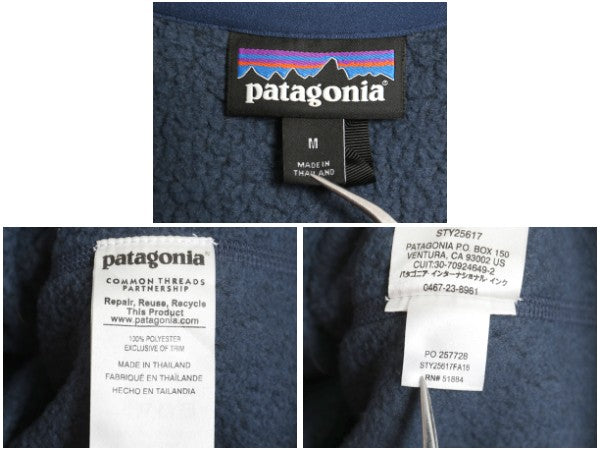 patagonia®
M
MADE IN
THAILAND
patagonia®
COMMON THREADS
PARTNERSHIP
Repair, Reuse, Recycle
This Product
www.patagonia.com
100% POLYESTER
EXCLUSIVE OF TRIM
MADE IN THAILAND
FABRIQUÉ EN THAÏLANDE
HECHO EN TAILANDIA
STY25617
PATAGONIA PO. BOX 150
VENTURA, CA 93002 US
CUIT:30-70924649-2
パタゴニア・インターナショナル・インク
0467-23-8961
PO 257728
STY25617FA16
RN# 51884